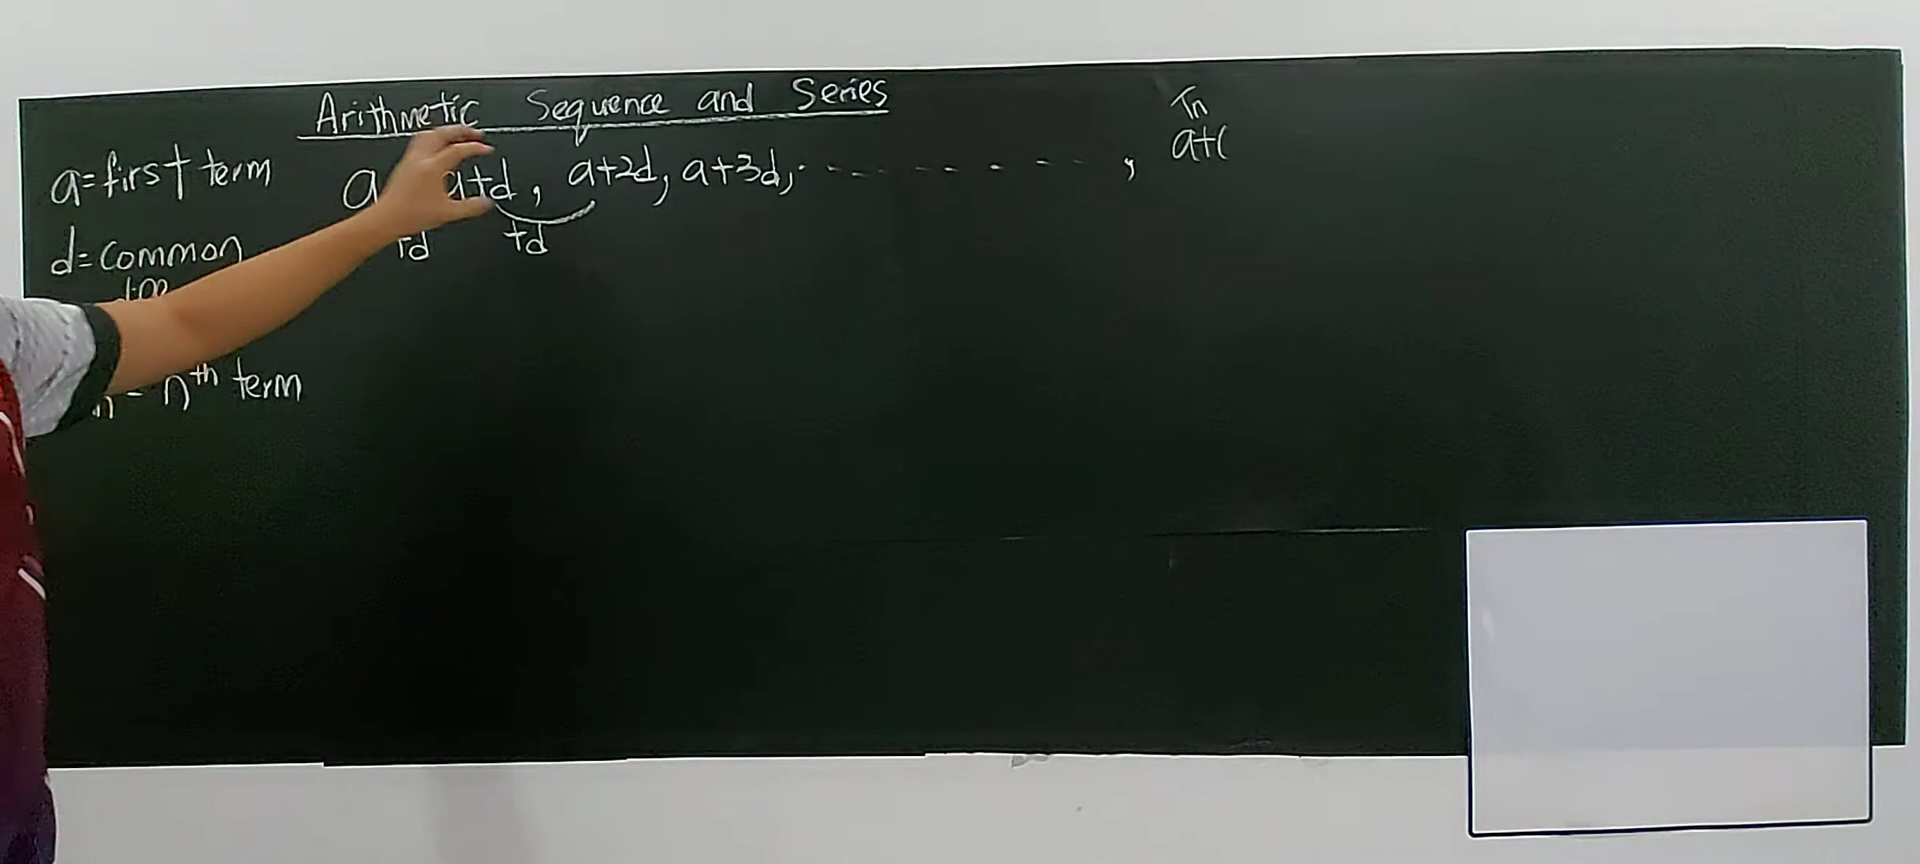 Arithmetic Sequence and Series
Tn
a=first term
a a+d, a+2d, a+3d, - - - - - - - - , a+(
d=common
+d +d
n = nth term